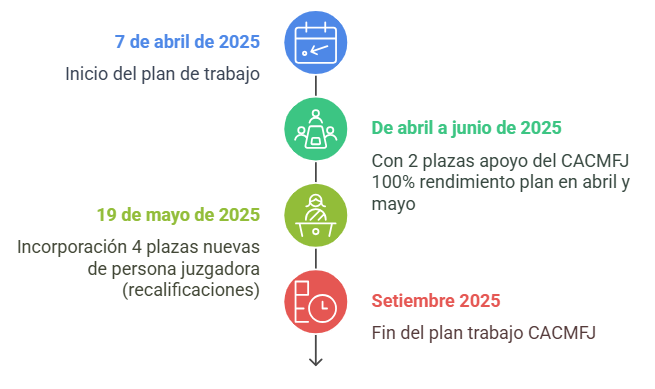 7 de abril de 2025
Inicio del plan de trabajo
De abril a junio de 2025
Con 2 plazas apoyo del CACMFJ
100% rendimiento plan en abril y
mayo
19 de mayo de 2025
Incorporación 4 plazas nuevas
de persona juzgadora
(recalificaciones)
Setiembre 2025
Fin del plan trabajo CACMFJ